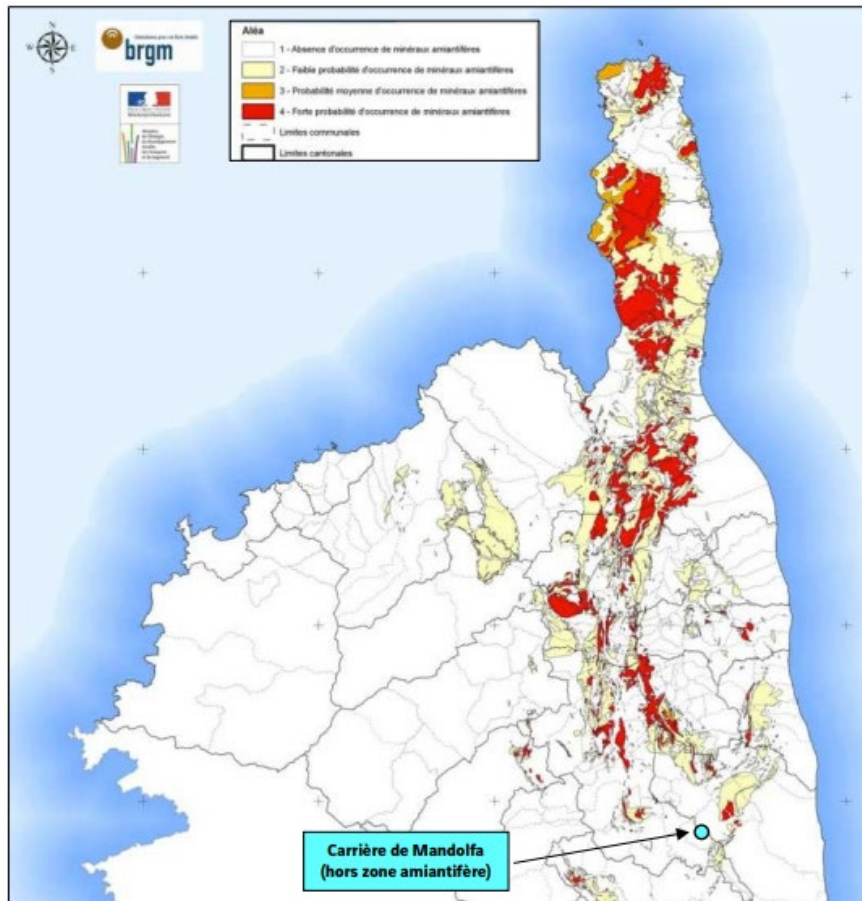 N
W
E
S
brgm
Aléa
1 - Absence d'occurrence de minéraux amiantifères
2 - Faible probabilité d'occurrence de minéraux amiantifères
3 - Probabilité moyenne d'occurrence de minéraux amiantifères
4 - Forte probabilité d'occurrence de minéraux amiantifères
Limites communales
Limites cantonales
Carrière de Mandolfa
(hors zone amiantifère)